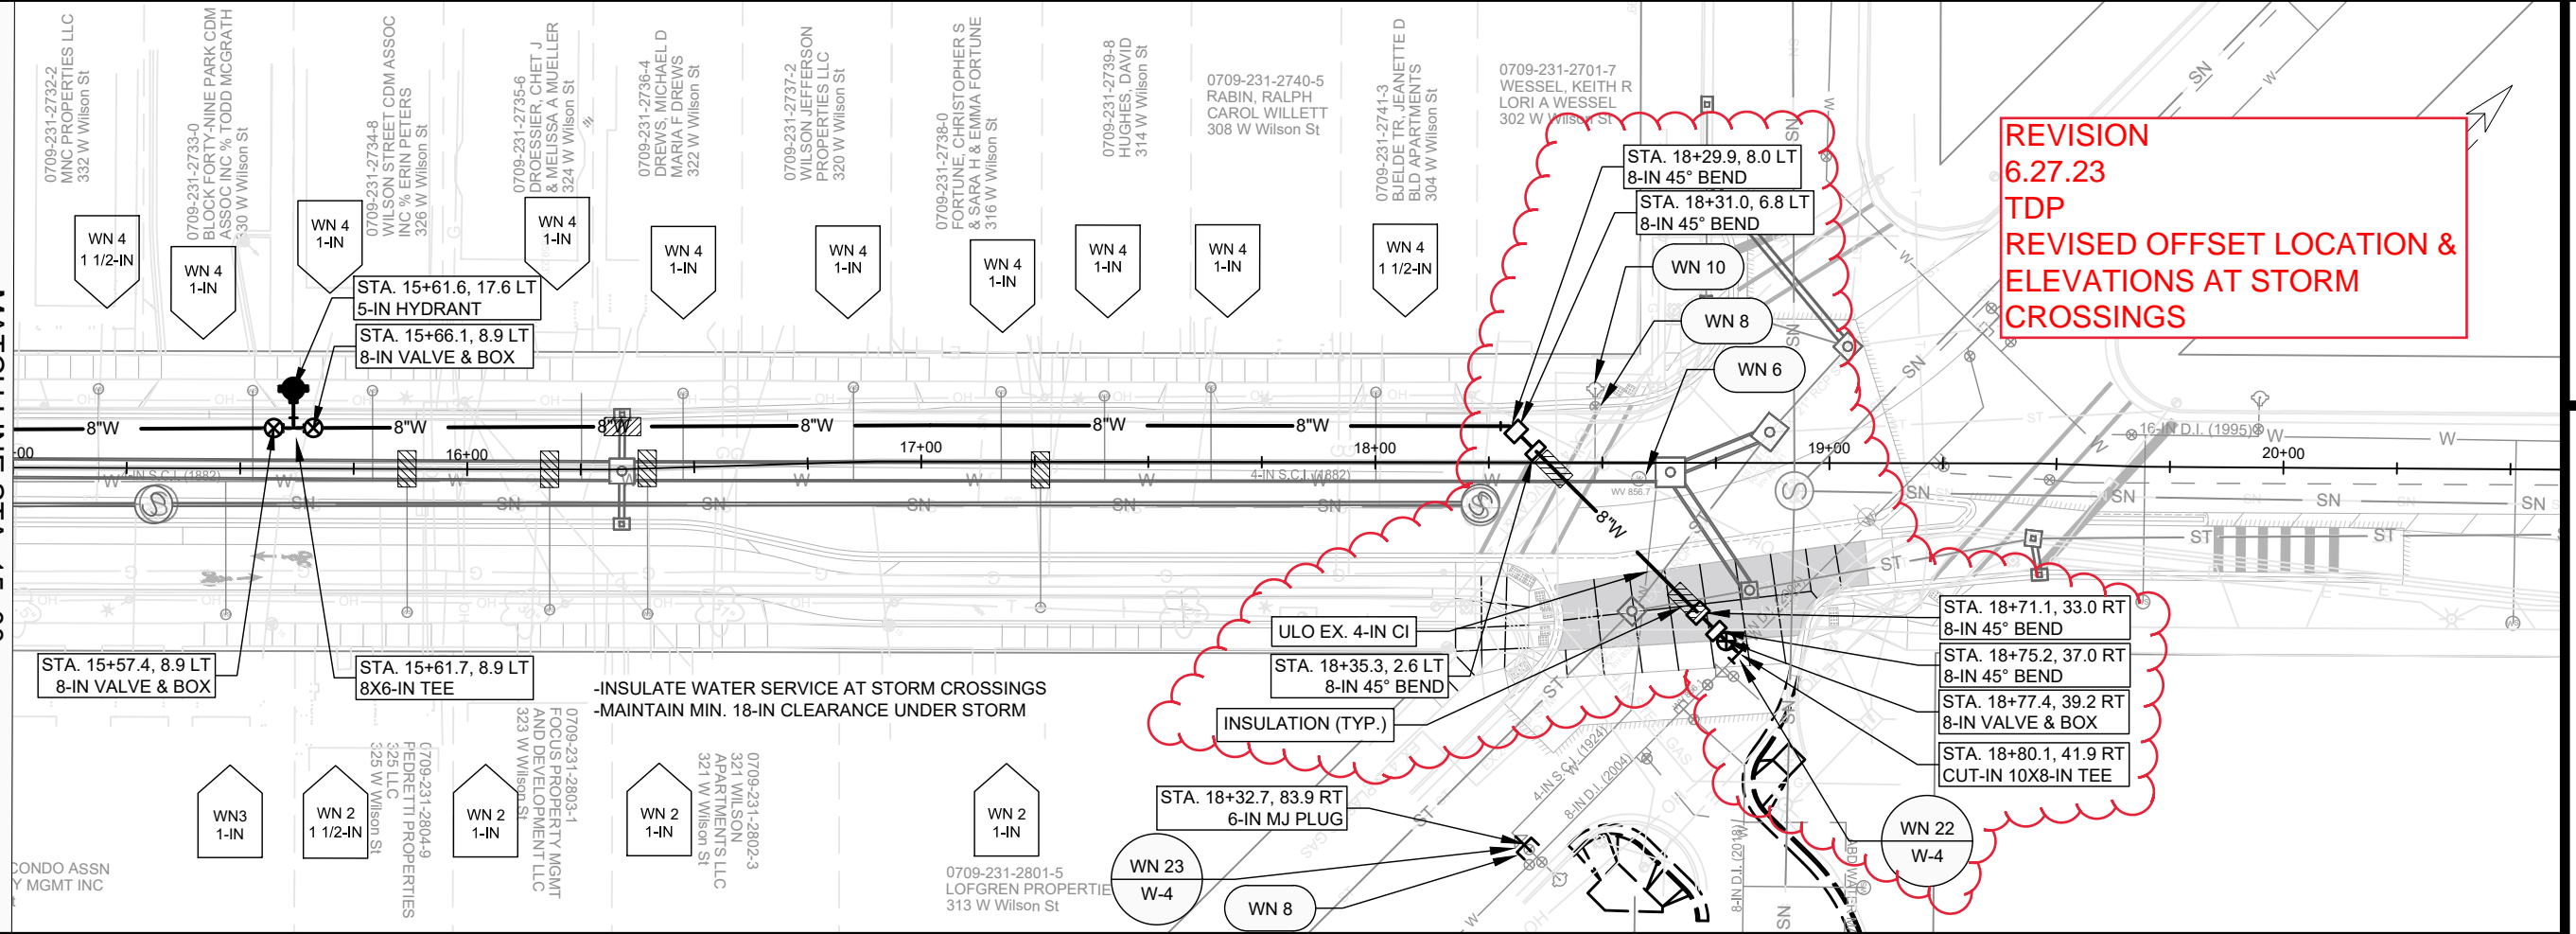 0709-231-2732-2
MNC PROPERTIES LLC
332 W Wilson St
0709-231-2733-0
BLOCK FORTY-NINE PARK CDM
ASSOC INC % TODD MCGRATH
330 W Wilson St
0709-231-2734-8
WILSON STREET CDM ASSOC
INC % ERIN PETERS
326 W Wilson St
0709-231-2735-6
DROESSIER, CHET J
& MELISSA A MUELLER
324 W Wilson St
0709-231-2736-4
DREWS, MICHAEL D
MARIA F DREWS
322 W Wilson St
0709-231-2737-2
WILSON JEFFERSON
PROPERTIES LLC
320 W Wilson St
0709-231-2738-0
FORTUNE, CHRISTOPHER S
& SARA H & EMMA FORTUNE
316 W Wilson St
0709-231-2739-8
HUGHES, DAVID
314 W Wilson St
0709-231-2740-5
RABIN, RALPH
CAROL WILLETT
308 W Wilson St
0709-231-2741-3
BJELDE TR, JEANETTE D
BLD APARTMENTS
304 W Wilson St
0709-231-2701-7
WESSEL, KEITH R
LORI A WESSEL
302 W Wilson St
REVISION
6.27.23
TDP
REVISED OFFSET LOCATION &
ELEVATIONS AT STORM
CROSSINGS
WN 4
1 1/2-IN
WN 4
1-IN
WN 4
1-IN
WN 4
1-IN
WN 4
1-IN
WN 4
1-IN
WN 4
1-IN
WN 4
1-IN
WN 4
1-IN
WN 4
1 1/2-IN
STA. 18+29.9, 8.0 LT
8-IN 45° BEND
STA. 18+31.0, 6.8 LT
8-IN 45° BEND
WN 10
WN 8
WN 6
STA. 15+61.6, 17.6 LT
5-IN HYDRANT
STA. 15+66.1, 8.9 LT
8-IN VALVE & BOX
8"W
8"W
8"W
8"W
8"W
8"W
8"W
16+00
17+00
18+00
19+00
20+00
4-IN S.C.I. (1882)
4-IN S.C.I. (1882)
16-IN D.I. (1995)
WV 856.7
STA. 15+57.4, 8.9 LT
8-IN VALVE & BOX
STA. 15+61.7, 8.9 LT
8X6-IN TEE
-INSULATE WATER SERVICE AT STORM CROSSINGS
-MAINTAIN MIN. 18-IN CLEARANCE UNDER STORM
ULO EX. 4-IN CI
STA. 18+35.3, 2.6 LT
8-IN 45° BEND
INSULATION (TYP.)
STA. 18+71.1, 33.0 RT
8-IN 45° BEND
STA. 18+75.2, 37.0 RT
8-IN 45° BEND
STA. 18+77.4, 39.2 RT
8-IN VALVE & BOX
STA. 18+80.1, 41.9 RT
CUT-IN 10X8-IN TEE
WN 22
W-4
STA. 18+32.7, 83.9 RT
6-IN MJ PLUG
WN 23
W-4
WN 8
4-IN S.C.I. (1924)
8-IN D.I. (2004)
8-IN D.I. (2018)
WN3
1-IN
WN 2
1 1/2-IN
WN 2
1-IN
WN 2
1-IN
WN 2
1-IN
0709-231-2804-9
PEDRETTI PROPERTIES
325 LLC
325 W Wilson St
0709-231-2803-1
FOCUS PROPERTY MGMT
AND DEVELOPMENT LLC
323 W Wilson St
0709-231-2802-3
321 WILSON
APARTMENTS LLC
321 W Wilson St
0709-231-2801-5
LOFGREN PROPERTIE
313 W Wilson St
CONDO ASSN
Y MGMT INC